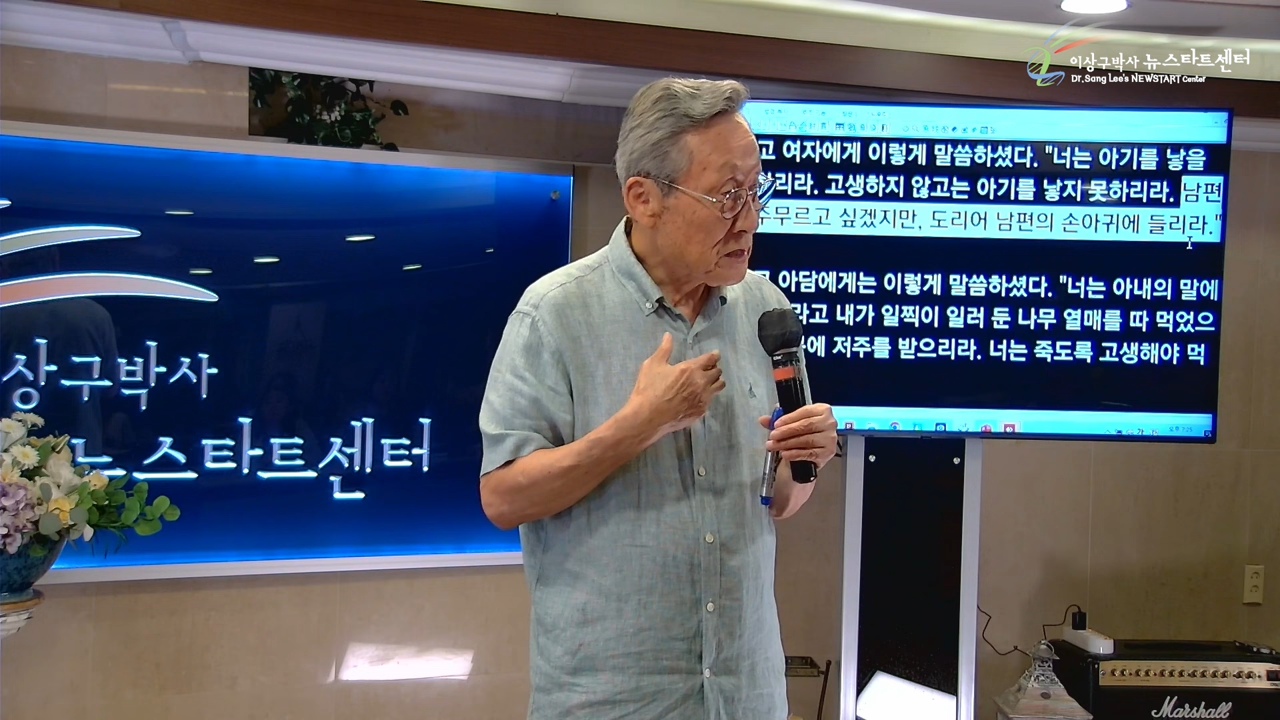 이상구박사 뉴스타트센터
Dr. Sang Lee's NEWSTART Center
고 여자에게 이렇게 말씀하셨다. "너는 아기를 낳을
리라. 고생하지 않고는 아기를 낳지 못하리라. 남편
주무르고 싶겠지만, 도리어 남편의 손아귀에 들리라."
아담에게는 이렇게 말씀하셨다. "너는 아내의 말에
라고 내가 일찍이 일러 둔 나무 열매를 따 먹었으
에 저주를 받으리라. 너는 죽도록 고생해야 먹
상구박사
뉴스타트센터
Marshall